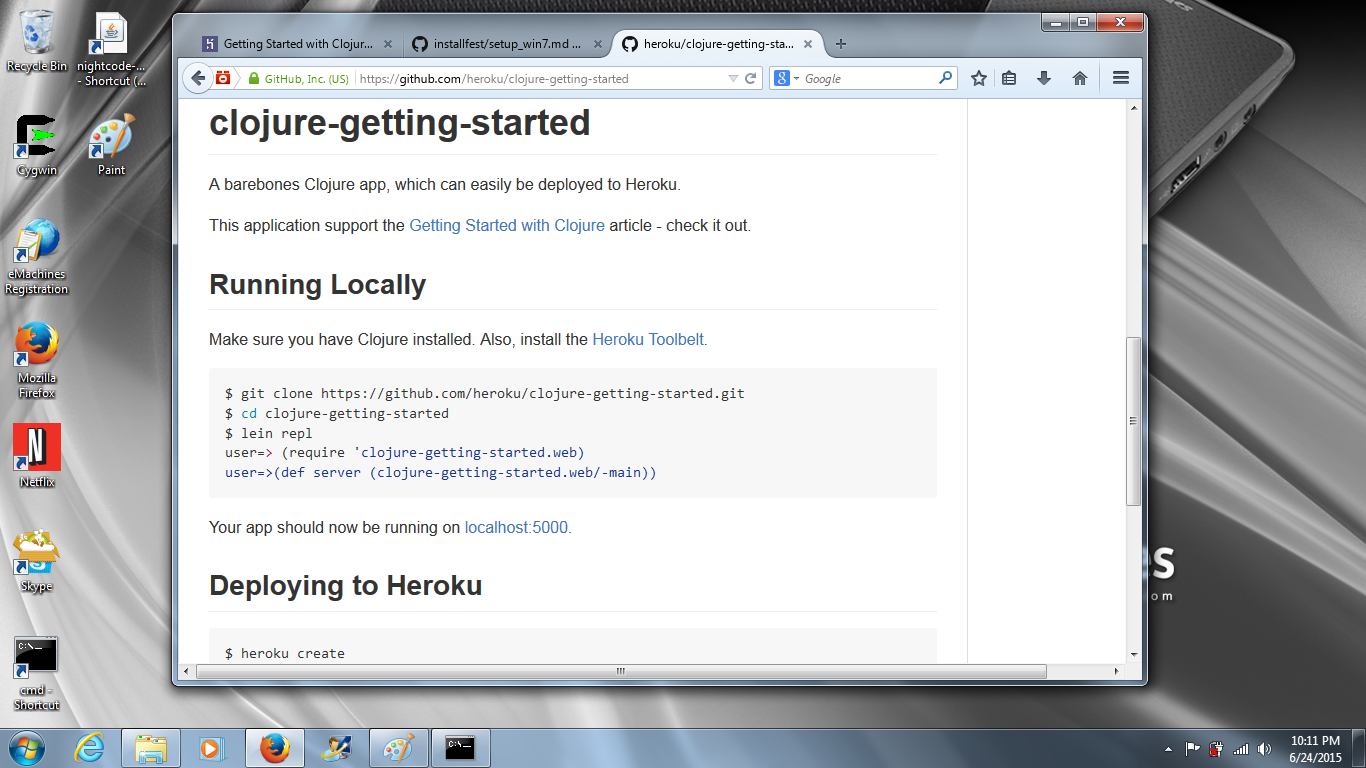 Recycle Bin
nightcode-...
- Shortcut (...
Cygwin
Paint
eMachines
Registration
Mozilla
Firefox
N
Netflix
Skype
C:\_
cmd -
Shortcut
Getting Started with Clojur...
installfest/setup_win7.md ...
heroku/clojure-getting-sta...
GitHub, Inc. (US)
https://github.com/heroku/clojure-getting-started
Google
clojure-getting-started
A barebones Clojure app, which can easily be deployed to Heroku.
This application support the Getting Started with Clojure article - check it out.
Running Locally
Make sure you have Clojure installed. Also, install the Heroku Toolbelt.
$ git clone https://github.com/heroku/clojure-getting-started.git
$ cd clojure-getting-started
$ lein repl
user=> (require 'clojure-getting-started.web)
user=>(def server (clojure-getting-started.web/-main))
Your app should now be running on localhost:5000.
Deploying to Heroku
$ heroku create
es
om
10:11 PM
6/24/2015